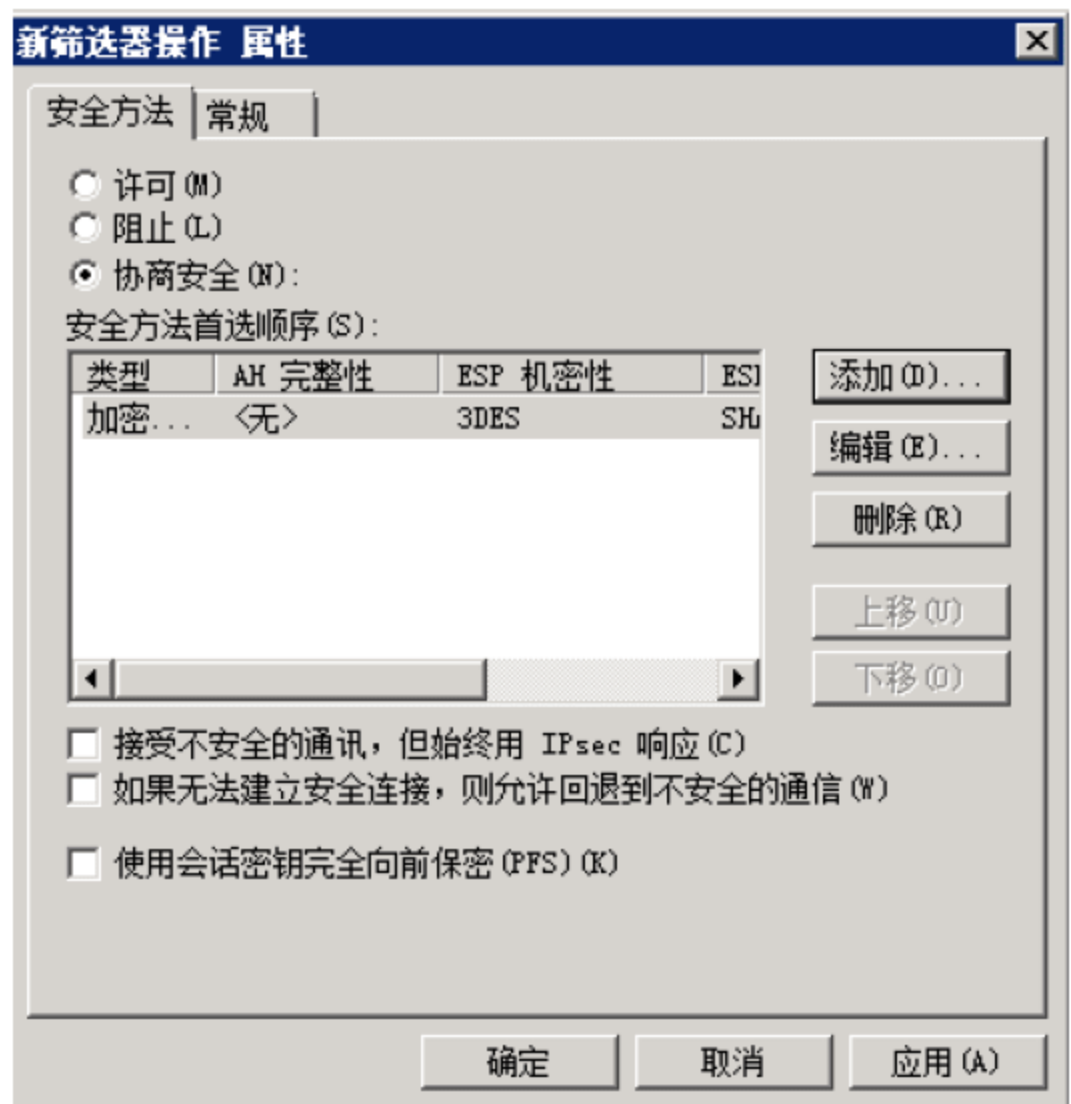 新筛选器操作 属性
安全方法 常规
许可(M)
阻止(L)
协商安全(N):
安全方法首选顺序(S):
类型 AH 完整性 ESP 机密性 ES
加密... <无> 3DES SH
添加(D)...
编辑(E)...
删除(R)
上移(U)
下移(O)
接受不安全的通讯，但始终用 IPsec 响应(C)
如果无法建立安全连接，则允许回退到不安全的通信(W)
使用会话密钥完全向前保密(PFS)(K)
确定 取消 应用(A)